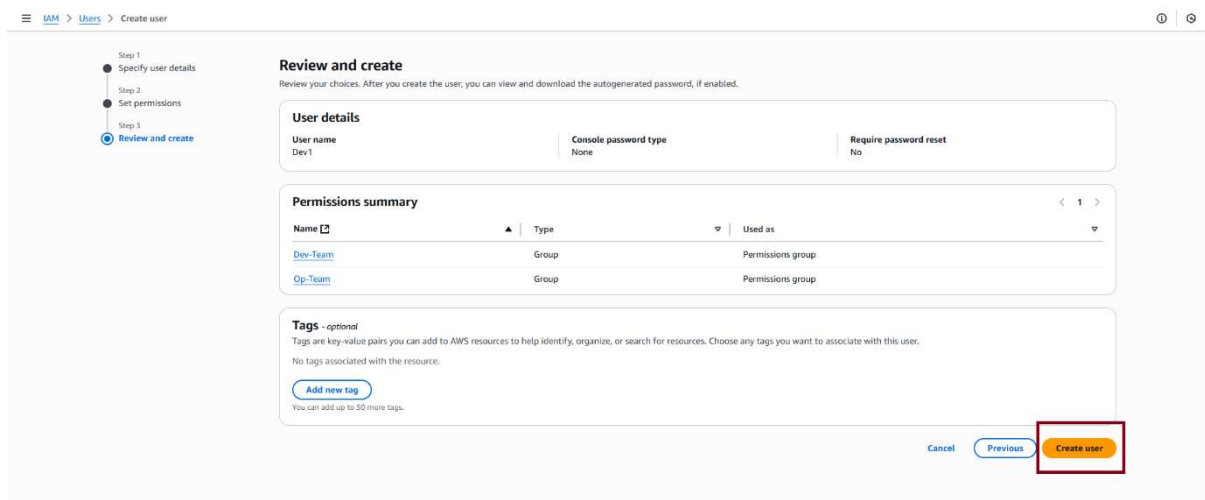 IAM > Users > Create user
Step 1
Specify user details
Step 2
Set permissions
Step 3
Review and create
Review and create
Review your choices. After you create the user, you can view and download the autogenerated password, if enabled.
User details
User name Console password type Require password reset
Dev1 None No
Permissions summary < 1 >
Name Type Used as
Dev-Team Group Permissions group
Op-Team Group Permissions group
Tags - optional
Tags are key-value pairs you can add to AWS resources to help identify, organize, or search for resources. Choose any tags you want to associate with this user.
No tags associated with the resource.
Add new tag
You can add up to 50 more tags.
Cancel Previous Create user